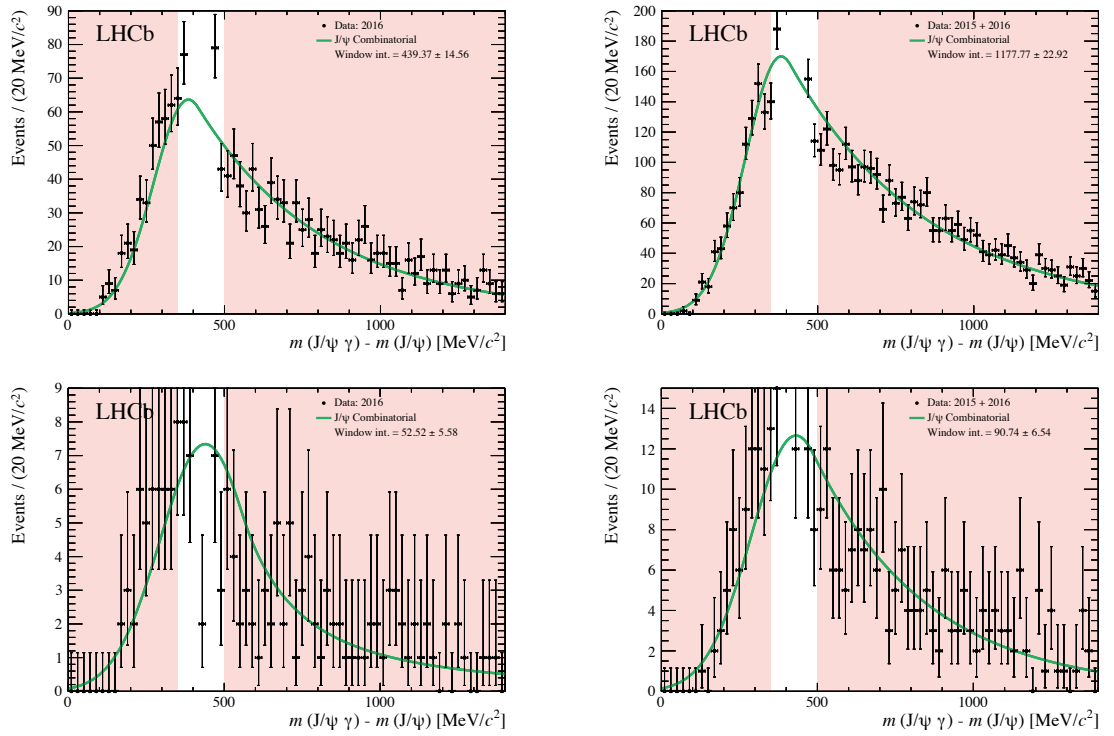 LHCb
Data: 2016
J/ψ Combinatorial
Window int. = 439.37 ± 14.56
Events / (20 MeV/c²)
90
80
70
60
50
40
30
20
10
0
0 500 1000
m (J/ψ γ) - m (J/ψ) [MeV/c²]
LHCb
Data: 2015 + 2016
J/ψ Combinatorial
Window int. = 1177.77 ± 22.92
Events / (20 MeV/c²)
200
180
160
140
120
100
80
60
40
20
0
0 500 1000
m (J/ψ γ) - m (J/ψ) [MeV/c²]
LHCb
Data: 2016
J/ψ Combinatorial
Window int. = 52.52 ± 5.58
Events / (20 MeV/c²)
9
8
7
6
5
4
3
2
1
0
0 500 1000
m (J/ψ γ) - m (J/ψ) [MeV/c²]
LHCb
Data: 2015 + 2016
J/ψ Combinatorial
Window int. = 90.74 ± 6.54
Events / (20 MeV/c²)
14
12
10
8
6
4
2
0
0 500 1000
m (J/ψ γ) - m (J/ψ) [MeV/c²]